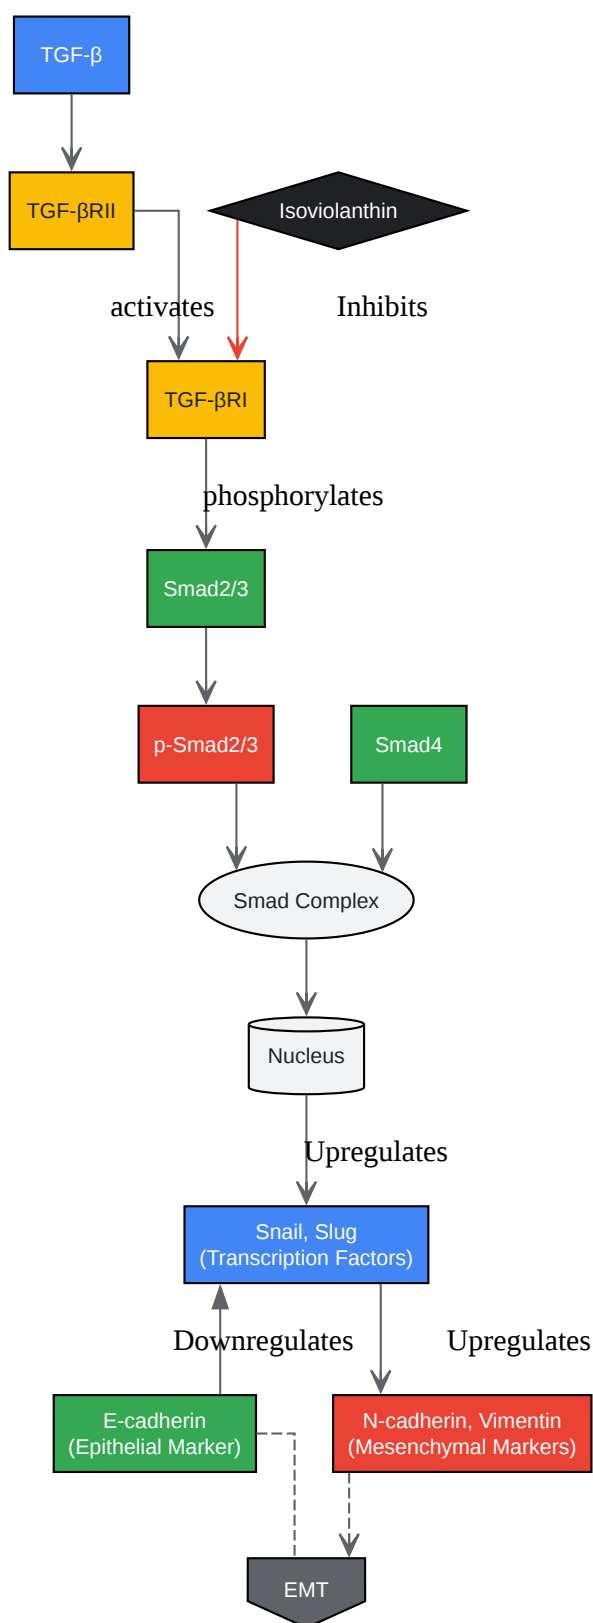 TGF-β
TGF-βRII
Isoviolanthin
activates
Inhibits
TGF-βRI
phosphorylates
Smad2/3
p-Smad2/3
Smad4
Smad Complex
Nucleus
Upregulates
Snail, Slug
(Transcription Factors)
Downregulates
Upregulates
E-cadherin
(Epithelial Marker)
N-cadherin, Vimentin
(Mesenchymal Markers)
EMT